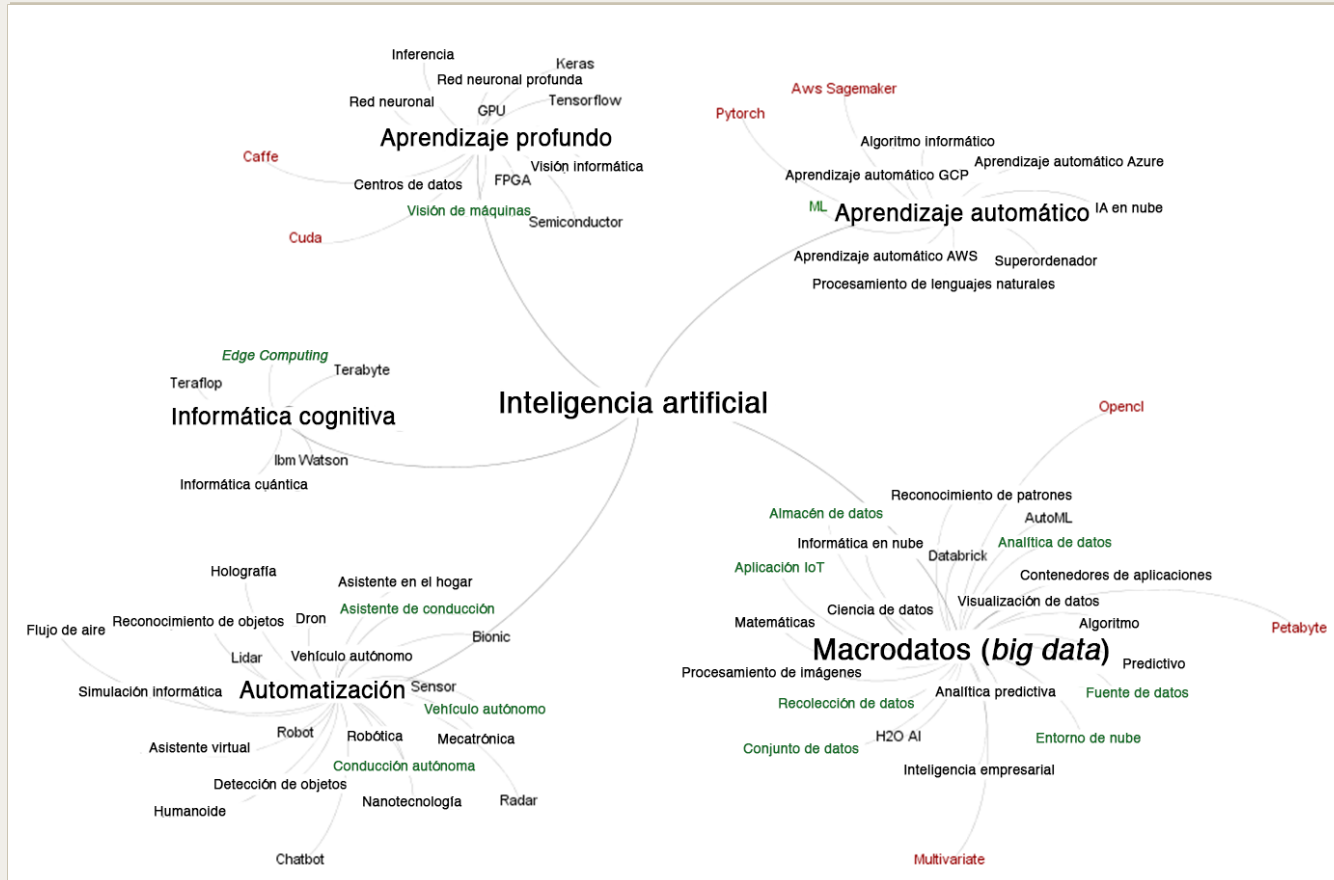 Inferencia
Keras
Red neuronal profunda
Red neuronal
GPU
Tensorflow
Aprendizaje profundo
Caffe
Visión informática
Centros de datos
FPGA
Visión de máquinas
Semiconductor
Cuda
Aws Sagemaker
Pytorch
Algoritmo informático
Aprendizaje automático Azure
Aprendizaje automático GCP
ML
Aprendizaje automático
IA en nube
Aprendizaje automático AWS
Superordenador
Procesamiento de lenguajes naturales
Edge Computing
Terabyte
Teraflop
Informática cognitiva
Ibm Watson
Informática cuántica
Inteligencia artificial
Opencl
Reconocimiento de patrones
Almacén de datos
AutoML
Informática en nube
Analítica de datos
Databrick
Aplicación IoT
Contenedores de aplicaciones
Ciencia de datos
Visualización de datos
Matemáticas
Algoritmo
Petabyte
Macrodatos (big data)
Predictivo
Procesamiento de imágenes
Analítica predictiva
Fuente de datos
Recolección de datos
H2O AI
Entorno de nube
Conjunto de datos
Inteligencia empresarial
Multivariate
Holografía
Asistente en el hogar
Asistente de conducción
Reconocimiento de objetos
Dron
Flujo de aire
Bionic
Lidar
Vehículo autónomo
Simulación informática
Automatización
Sensor
Vehículo autónomo
Robot
Robótica
Mecatrónica
Asistente virtual
Conducción autónoma
Detección de objetos
Nanotecnología
Radar
Humanoide
Chatbot